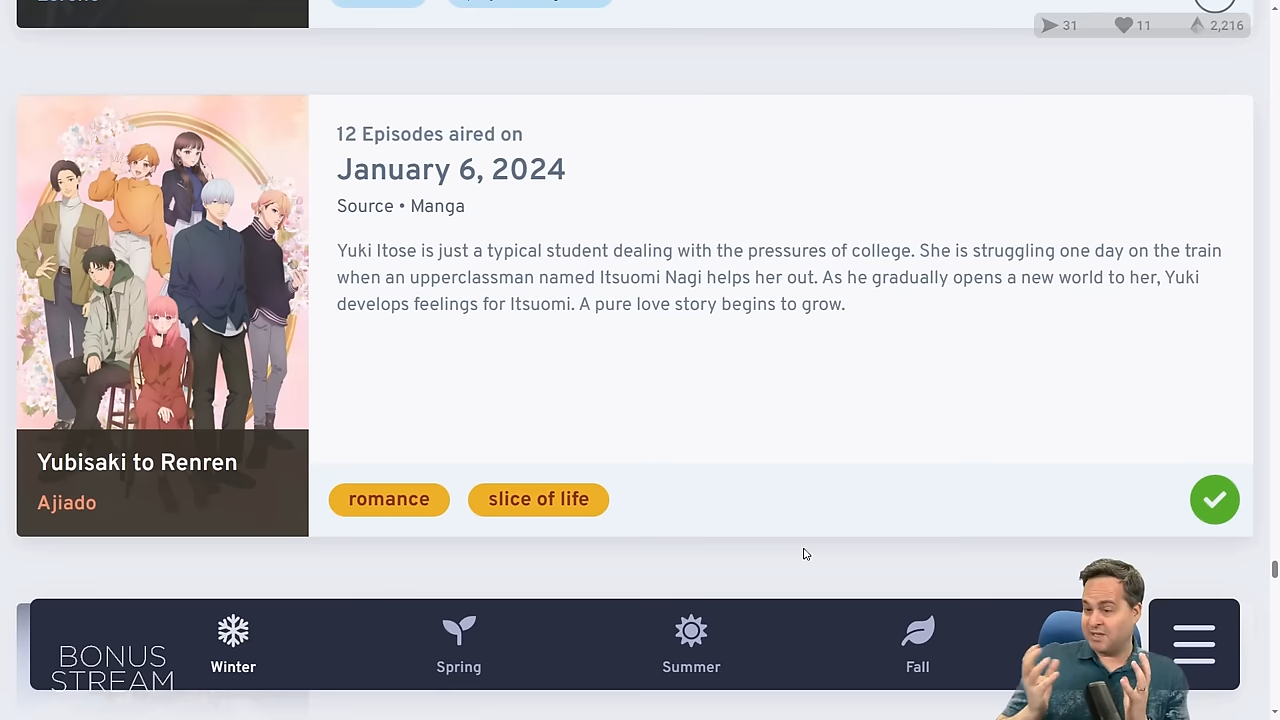 31 11 2,216
12 Episodes aired on
January 6, 2024
Source • Manga
Yuki Itose is just a typical student dealing with the pressures of college. She is struggling one day on the train
when an upperclassman named Itsuomi Nagi helps her out. As he gradually opens a new world to her, Yuki
develops feelings for Itsuomi. A pure love story begins to grow.
Yubisaki to Renren
Ajiado
romance slice of life
BONUS
STREAM
Winter Spring Summer Fall